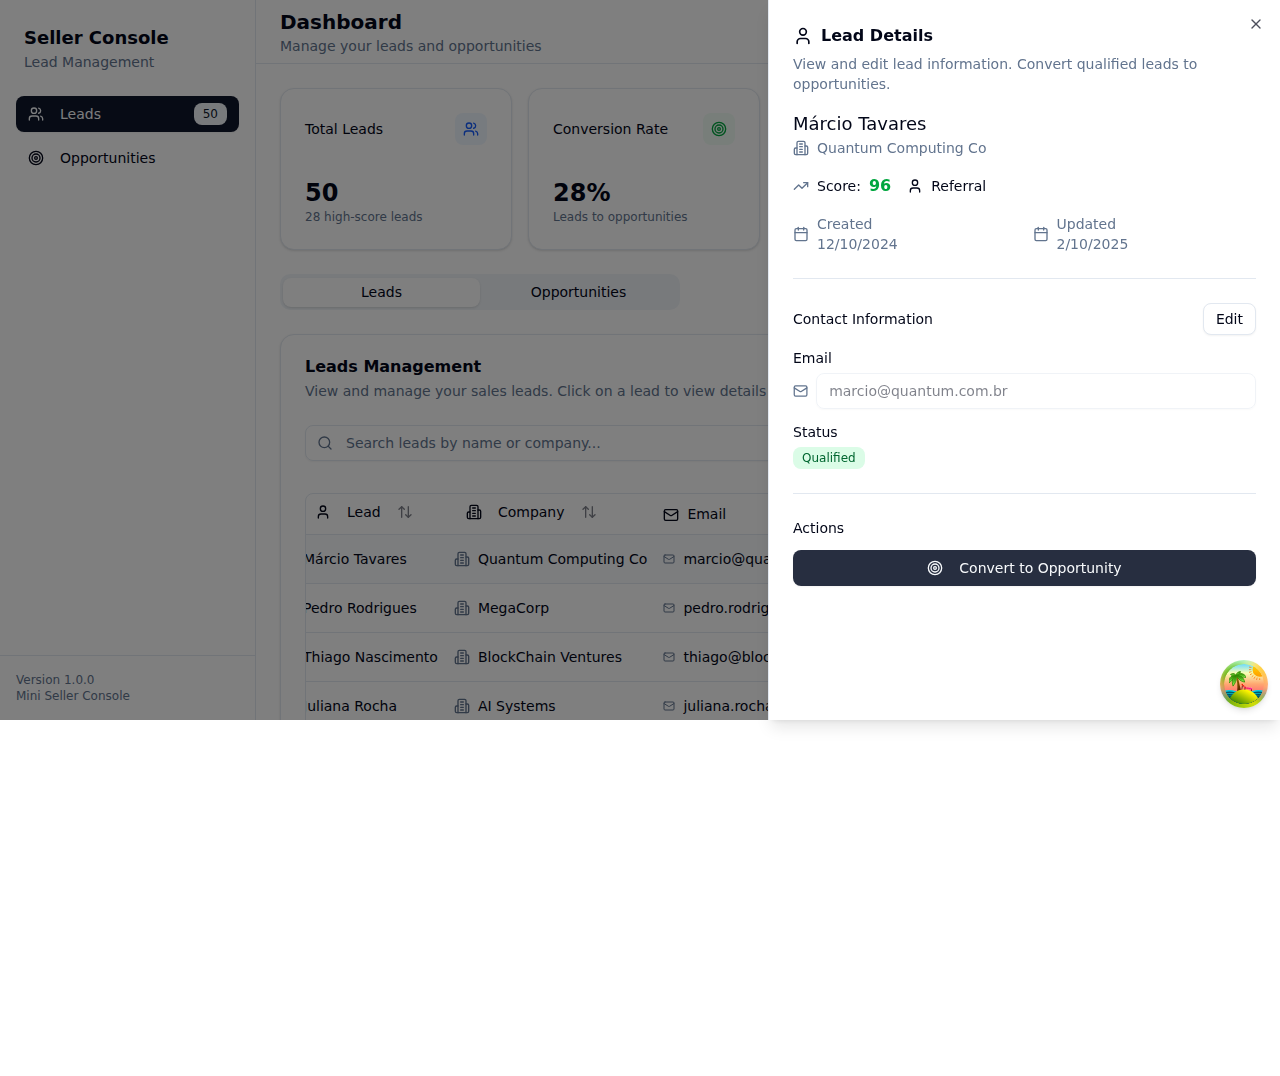 Seller Console
Lead Management
Leads 50
Opportunities
Version 1.0.0
Mini Seller Console
Dashboard
Manage your leads and opportunities
Total Leads
50
28 high-score leads
Conversion Rate
28%
Leads to opportunities
Leads Opportunities
Leads Management
View and manage your sales leads. Click on a lead to view details
Search leads by name or company...
Lead Company Email
Márcio Tavares Quantum Computing Co marcio@qua
Pedro Rodrigues MegaCorp pedro.rodrig
Thiago Nascimento BlockChain Ventures thiago@bloc
uliana Rocha AI Systems juliana.rocha
Lead Details
View and edit lead information. Convert qualified leads to
opportunities.
Márcio Tavares
Quantum Computing Co
Score: 96 Referral
Created Updated
12/10/2024 2/10/2025
Contact Information Edit
Email
marcio@quantum.com.br
Status
Qualified
Actions
Convert to Opportunity